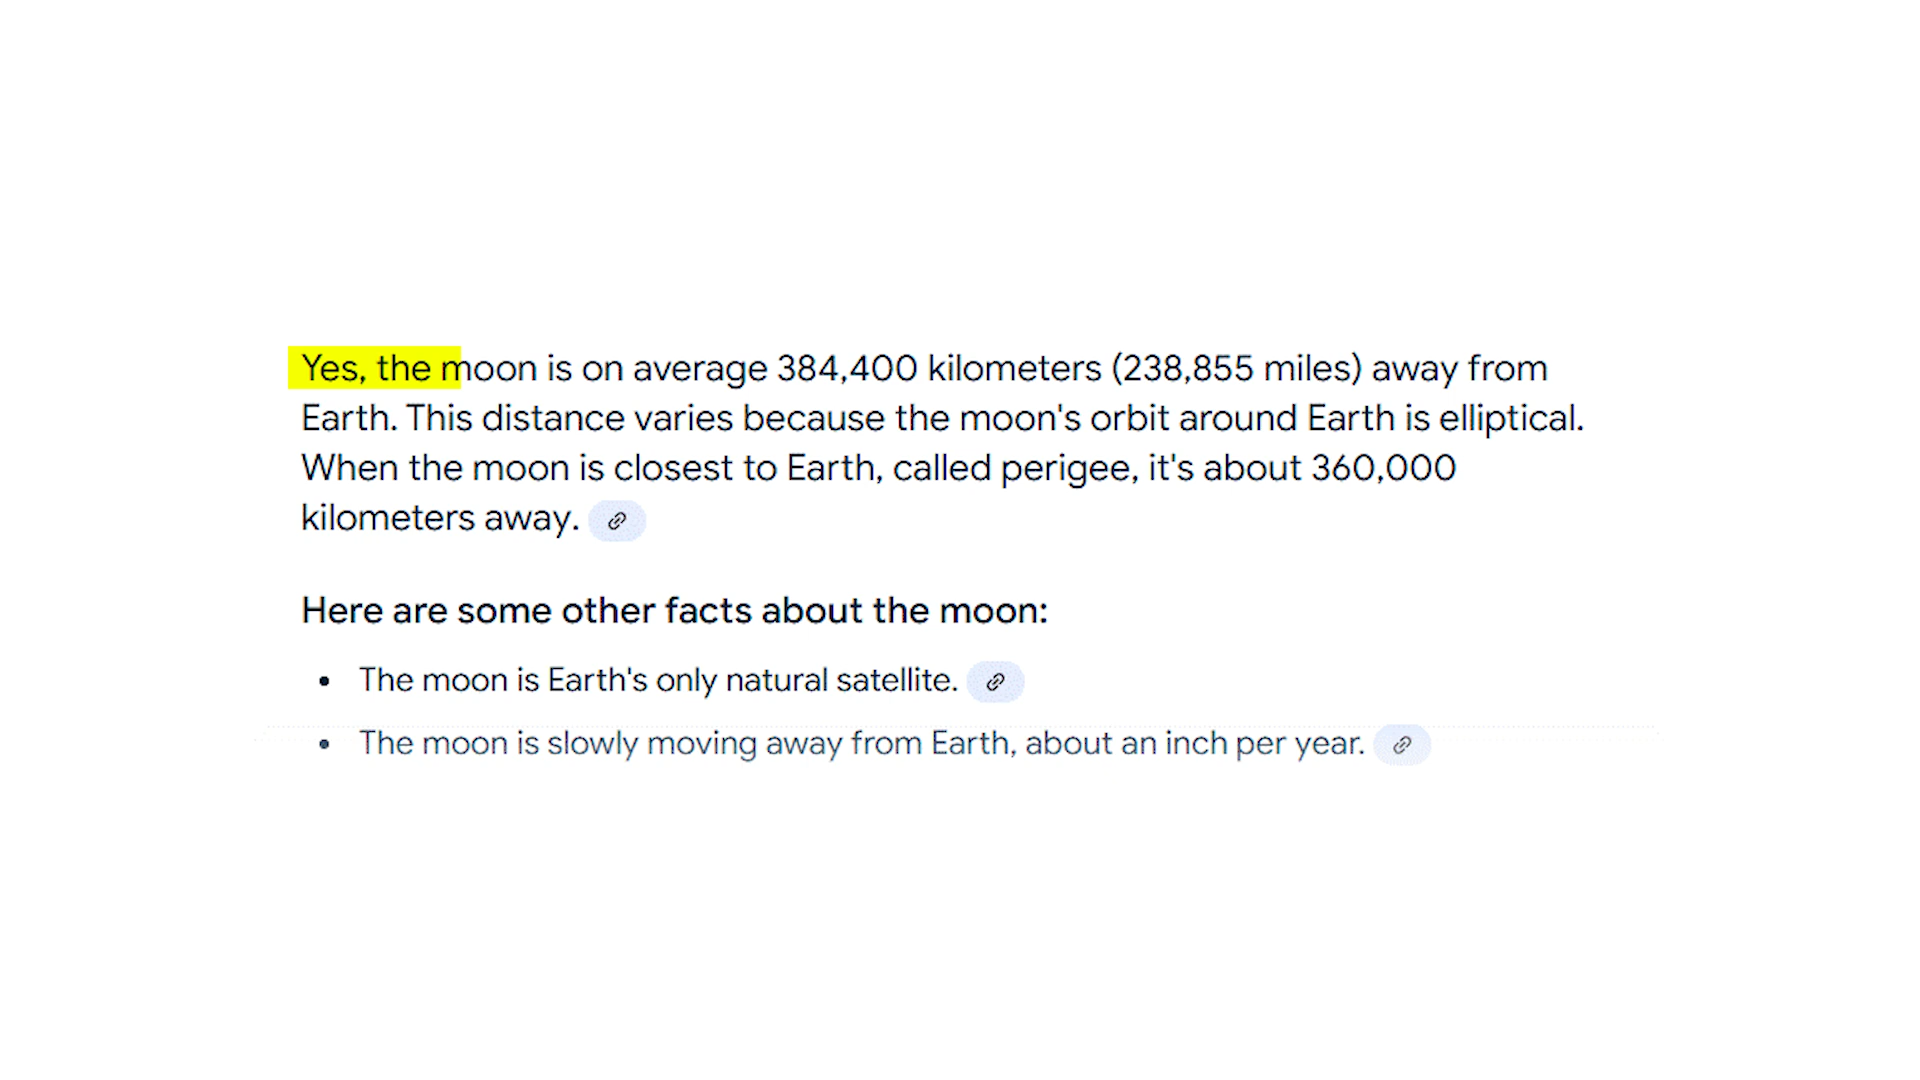 Yes, the moon is on average 384,400 kilometers (238,855 miles) away from
Earth. This distance varies because the moon's orbit around Earth is elliptical.
When the moon is closest to Earth, called perigee, it's about 360,000
kilometers away.
Here are some other facts about the moon:
• The moon is Earth's only natural satellite.
• The moon is slowly moving away from Earth, about an inch per year.